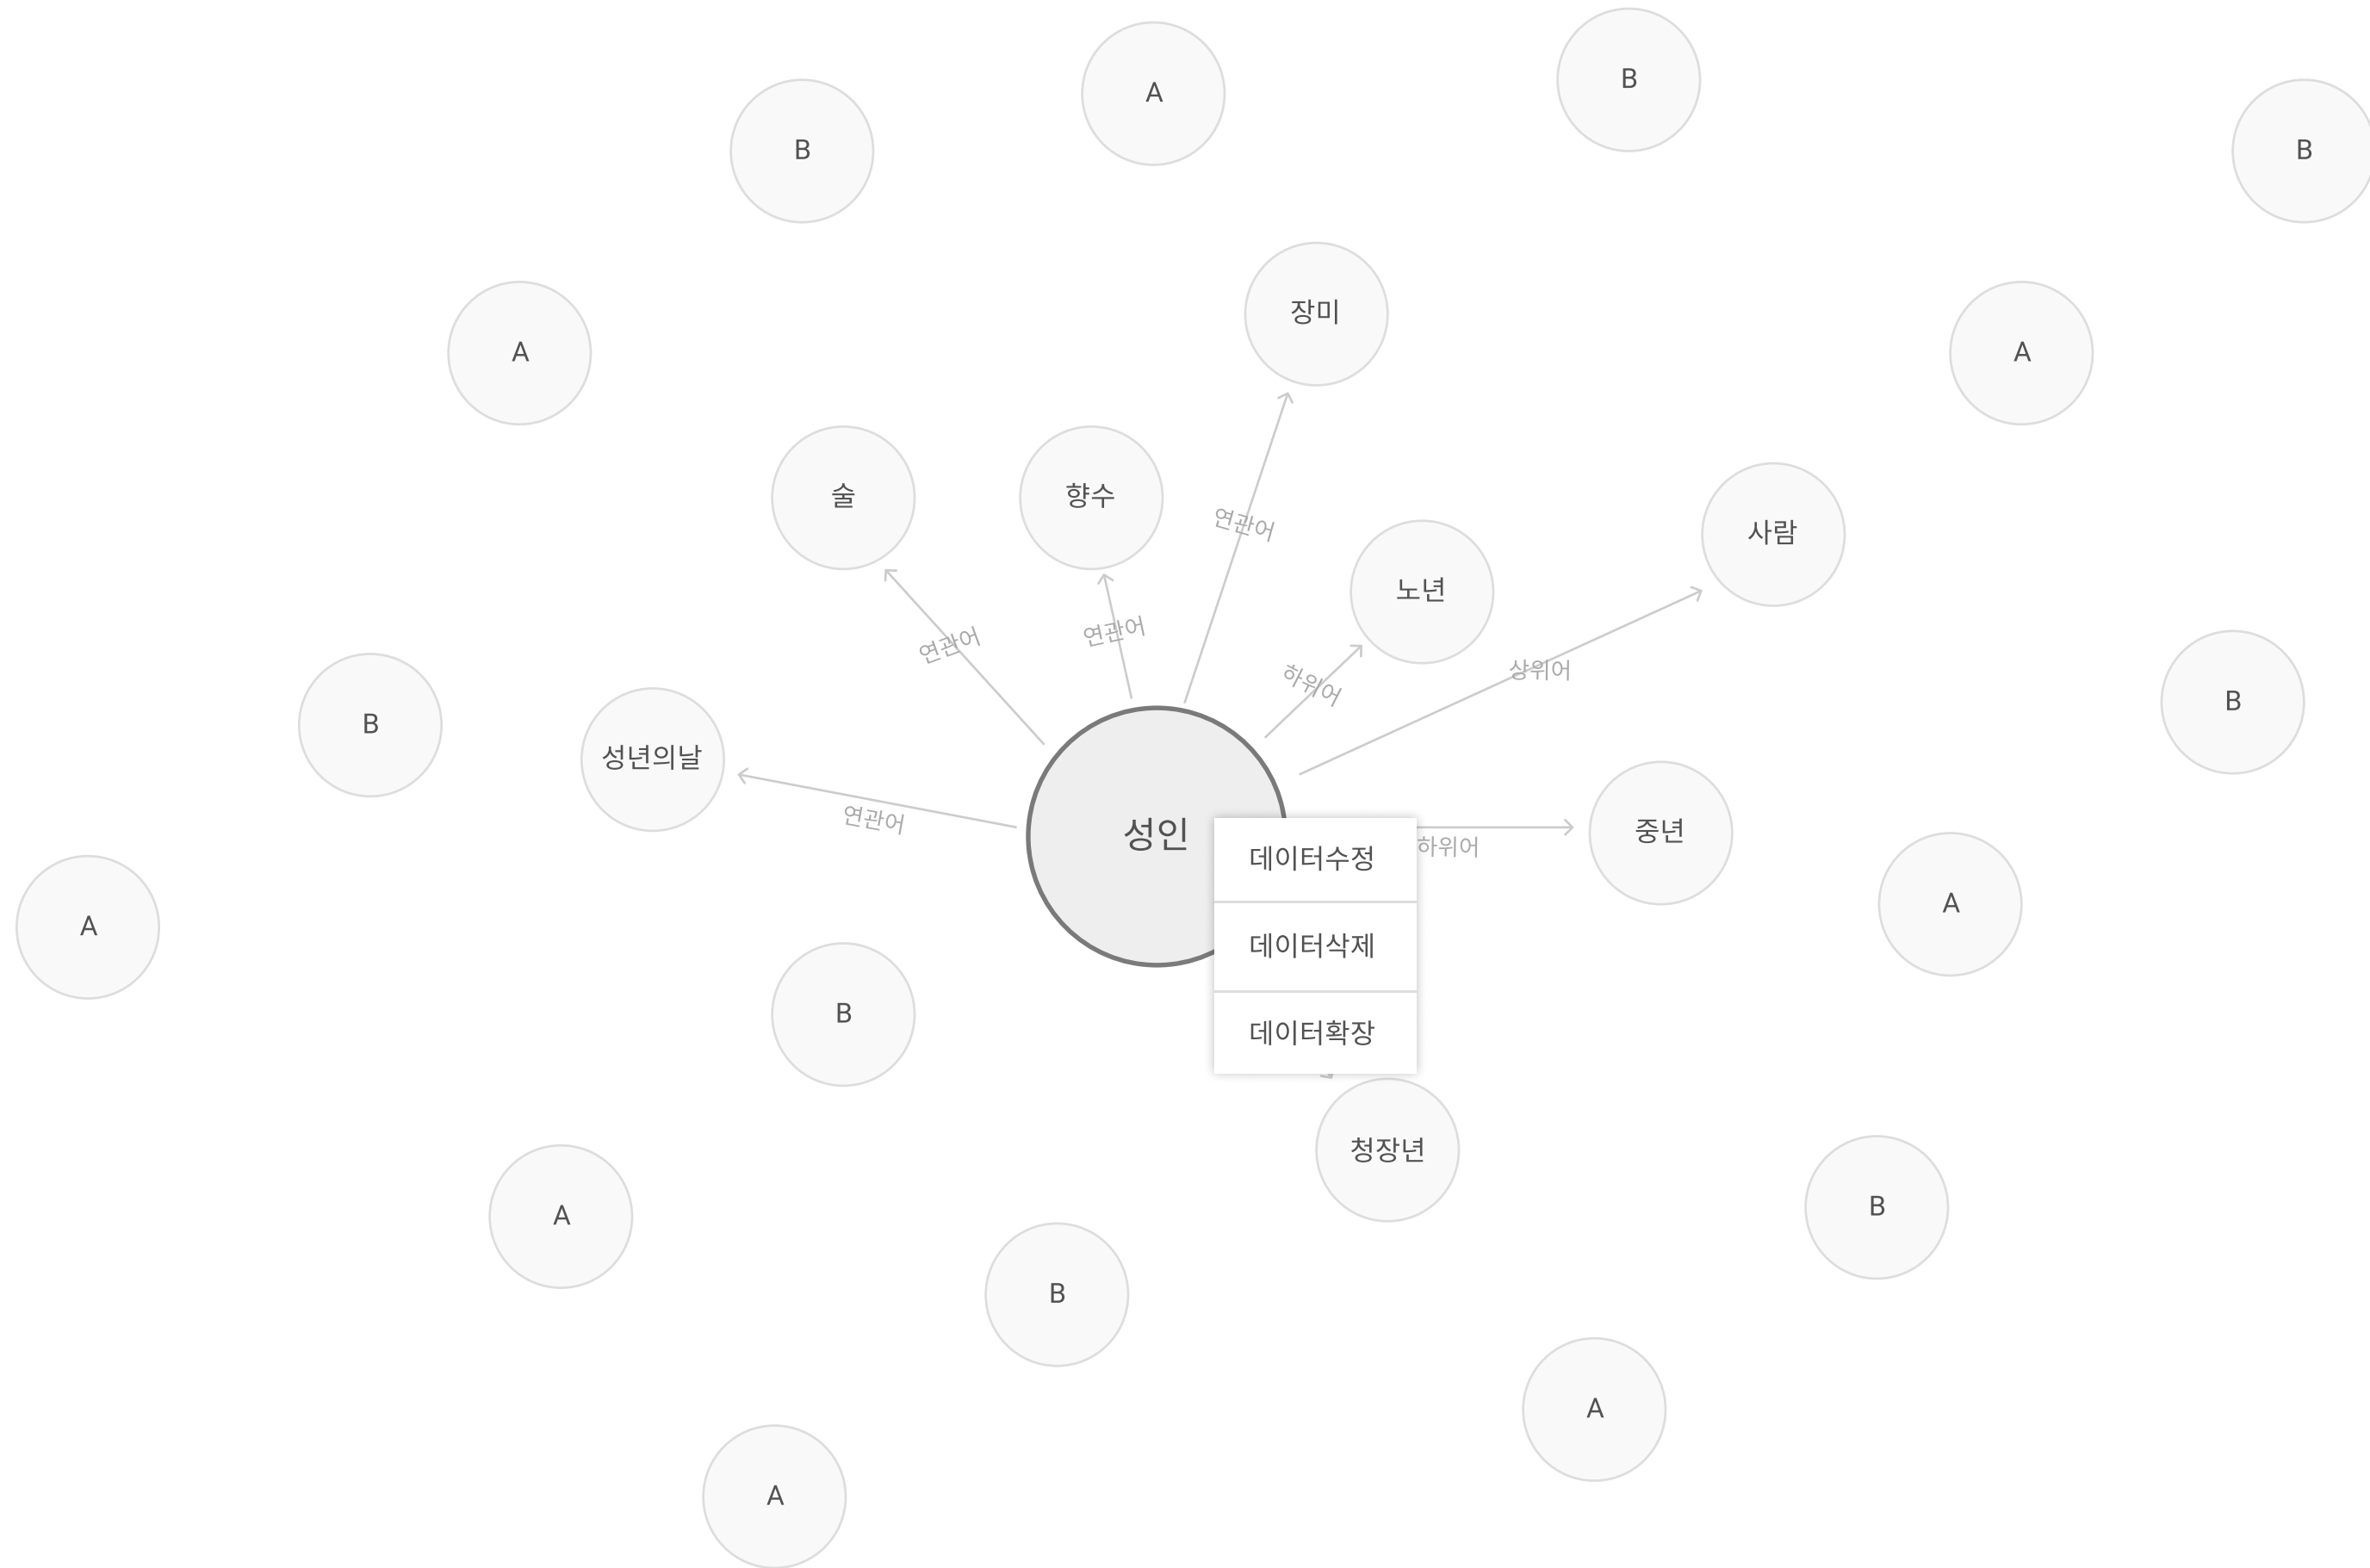 B
A
B
B
장미
A
A
술
향수
연관어
사람
노년
연관어
연관어
하위어
상위어
B
B
성년의날
연관어
성인
중년
하위어
데이터수정
A
A
데이터삭제
B
데이터확장
청장년
A
B
B
A
A